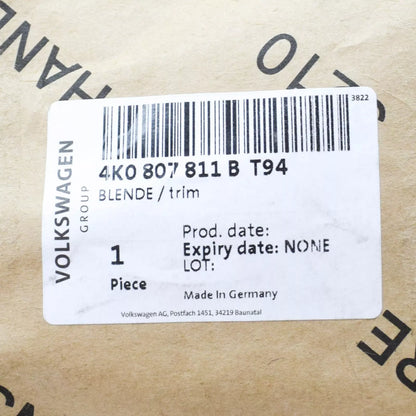 3822
4K0 807 811 B T94
BLENDE / trim
VOLKSWAGEN
GROUP
1
Piece
Prod. date:
Expiry date: NONE
LOT:
Made In Germany
Volkswagen AG, Postfach 1451, 34219 Baunatal